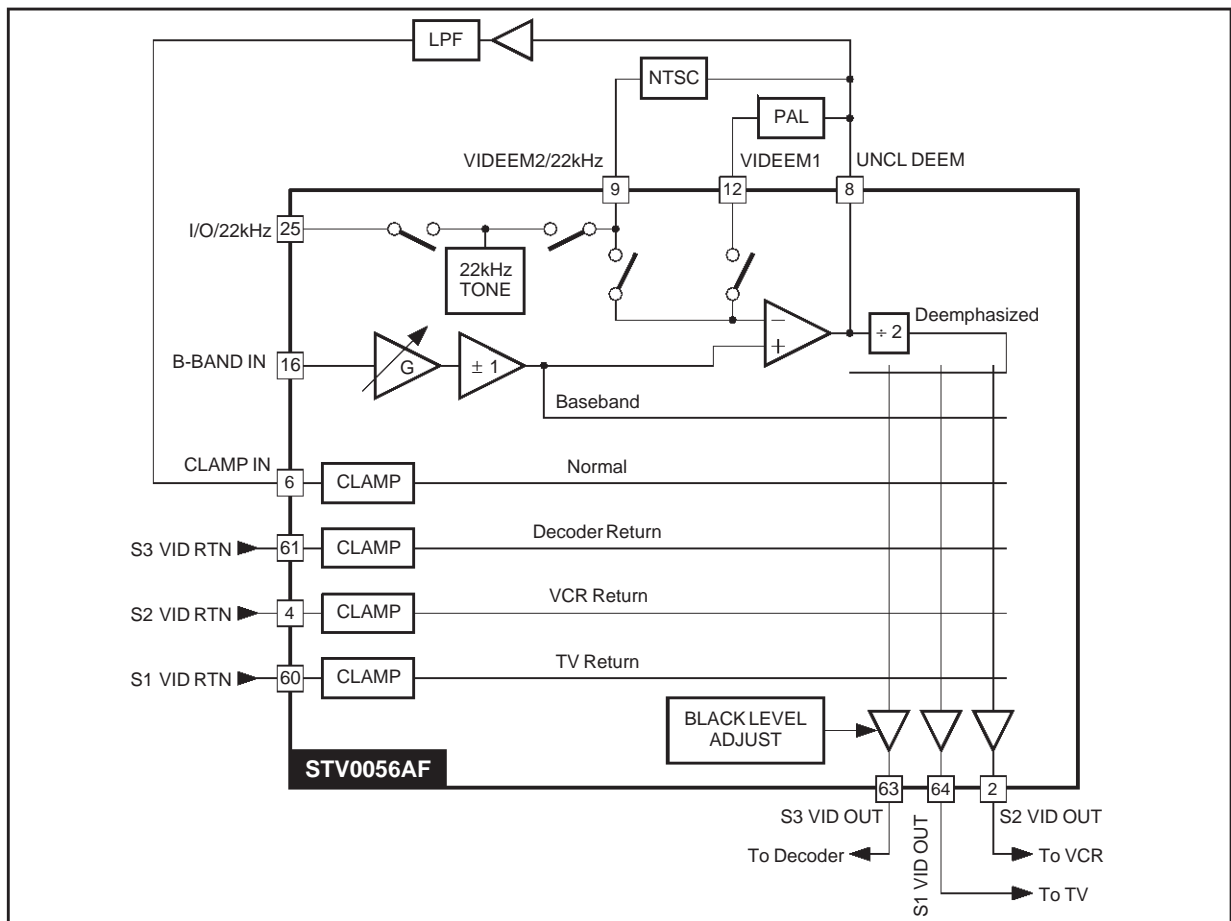 LPF
NTSC
PAL
VIDEEM2/22kHz
VIDEEM1
UNCL DEEM
9
12
8
I/O/22kHz
25
22kHz
TONE
−
+
÷ 2
Deemphasized
B-BAND IN
16
G
± 1
Baseband
CLAMP IN
6
CLAMP
Normal
S3 VID RTN
61
CLAMP
Decoder Return
S2 VID RTN
4
CLAMP
VCR Return
S1 VID RTN
60
CLAMP
TV Return
BLACK LEVEL
ADJUST
STV0056AF
63
64
2
S3 VID OUT
S1 VID OUT
S2 VID OUT
To Decoder
To VCR
To TV